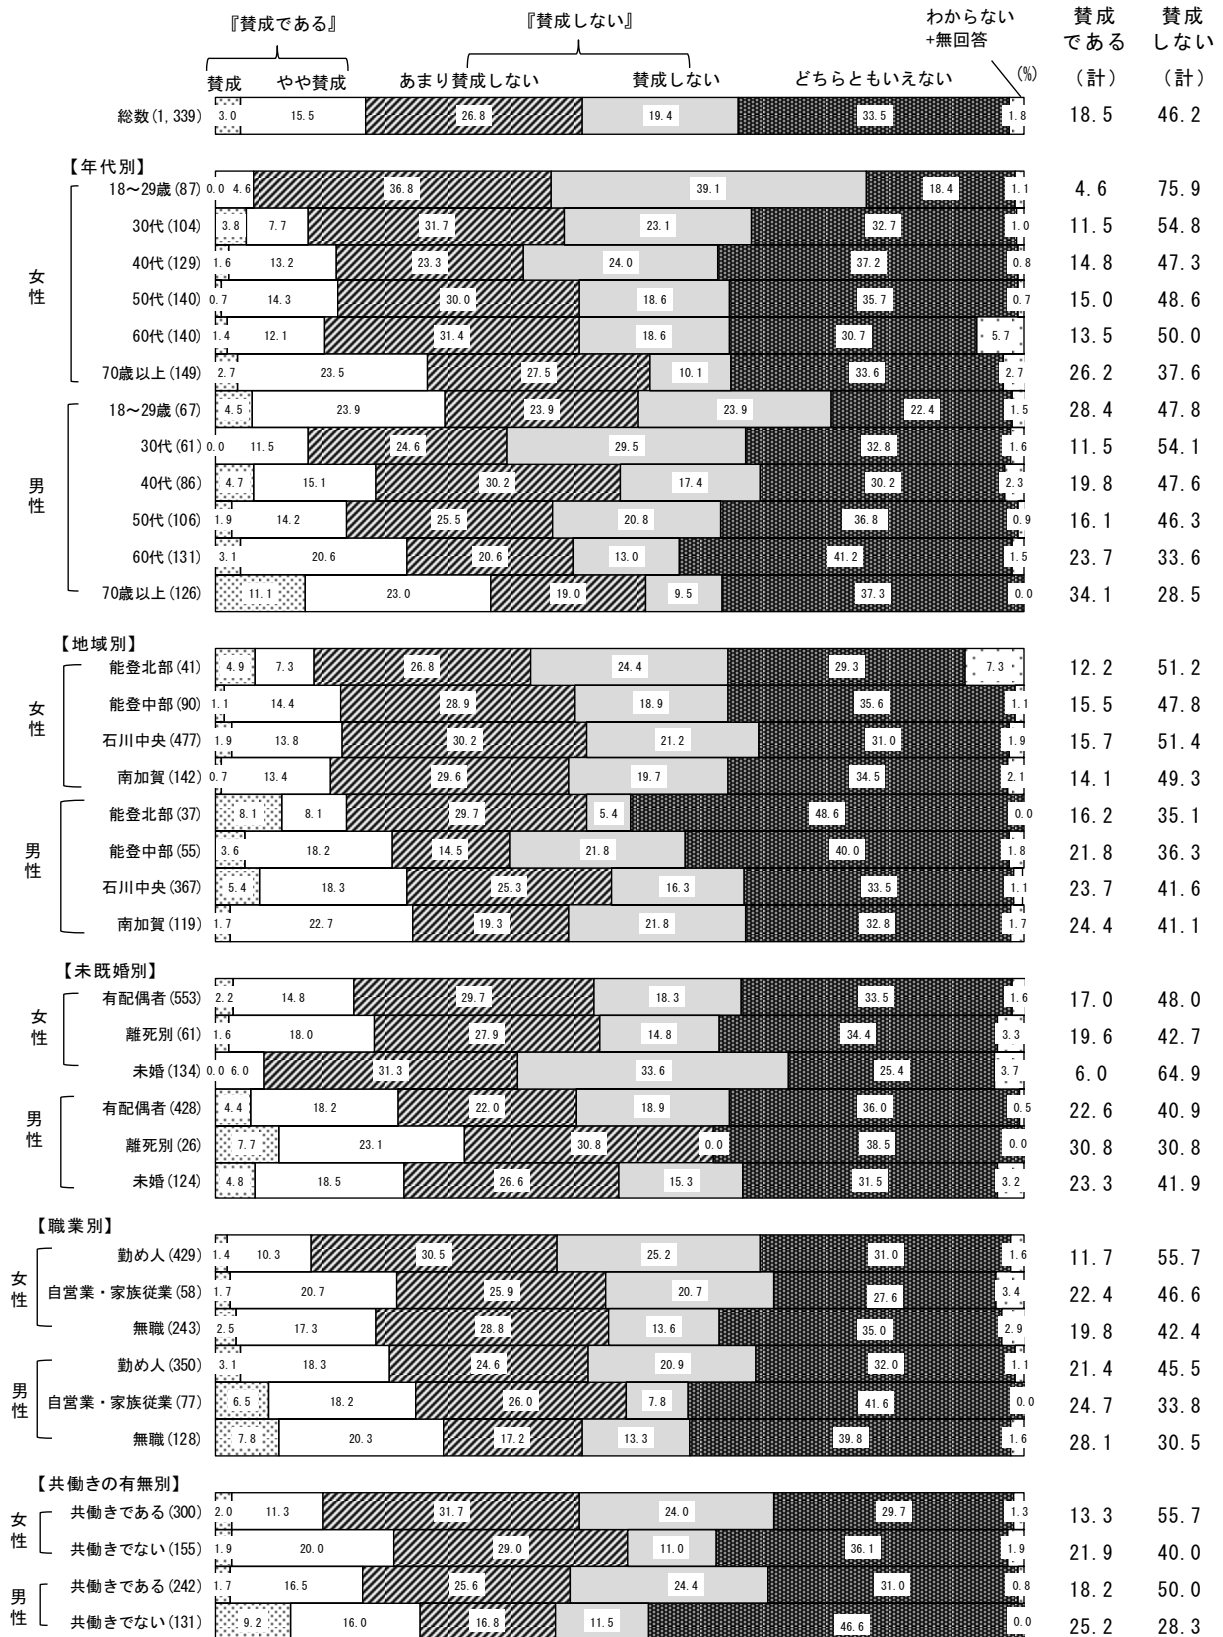 『賛成である』 『賛成しない』 わからない 賛成 賛成
+無回答 である しない
賛成 やや賛成 あまり賛成しない 賛成しない どちらともいえない (%) (計) (計)
総数(1,339) 3.0 15.5 26.8 19.4 33.5 1.8 18.5 46.2
【年代別】
女性
18～29歳(87) 0.0 4.6 36.8 39.1 18.4 1.1 4.6 75.9
30代(104) 3.8 7.7 31.7 23.1 32.7 1.0 11.5 54.8
40代(129) 1.6 13.2 23.3 24.0 37.2 0.8 14.8 47.3
50代(140) 0.7 14.3 30.0 18.6 35.7 0.7 15.0 48.6
60代(140) 1.4 12.1 31.4 18.6 30.7 5.7 13.5 50.0
70歳以上(149) 2.7 23.5 27.5 10.1 33.6 2.7 26.2 37.6
男性
18～29歳(67) 4.5 23.9 23.9 23.9 22.4 1.5 28.4 47.8
30代(61) 0.0 11.5 24.6 29.5 32.8 1.6 11.5 54.1
40代(86) 4.7 15.1 30.2 17.4 30.2 2.3 19.8 47.6
50代(106) 1.9 14.2 25.5 20.8 36.8 0.9 16.1 46.3
60代(131) 3.1 20.6 20.6 13.0 41.2 1.5 23.7 33.6
70歳以上(126) 11.1 23.0 19.0 9.5 37.3 0.0 34.1 28.5
【地域別】
女性
能登北部(41) 4.9 7.3 26.8 24.4 29.3 7.3 12.2 51.2
能登中部(90) 1.1 14.4 28.9 18.9 35.6 1.1 15.5 47.8
石川中央(477) 1.9 13.8 30.2 21.2 31.0 1.9 15.7 51.4
南加賀(142) 0.7 13.4 29.6 19.7 34.5 2.1 14.1 49.3
男性
能登北部(37) 8.1 8.1 29.7 5.4 48.6 0.0 16.2 35.1
能登中部(55) 3.6 18.2 14.5 21.8 40.0 1.8 21.8 36.3
石川中央(367) 5.4 18.3 25.3 16.3 33.5 1.1 23.7 41.6
南加賀(119) 1.7 22.7 19.3 21.8 32.8 1.7 24.4 41.1
【未既婚別】
女性
有配偶者(553) 2.2 14.8 29.7 18.3 33.5 1.6 17.0 48.0
離死別(61) 1.6 18.0 27.9 14.8 34.4 3.3 19.6 42.7
未婚(134) 0.0 6.0 31.3 33.6 25.4 3.7 6.0 64.9
男性
有配偶者(428) 4.4 18.2 22.0 18.9 36.0 0.5 22.6 40.9
離死別(26) 7.7 23.1 30.8 0.0 38.5 0.0 30.8 30.8
未婚(124) 4.8 18.5 26.6 15.3 31.5 3.2 23.3 41.9
【職業別】
女性
勤め人(429) 1.4 10.3 30.5 25.2 31.0 1.6 11.7 55.7
自営業・家族従業(58) 1.7 20.7 25.9 20.7 27.6 3.4 22.4 46.6
無職(243) 2.5 17.3 28.8 13.6 35.0 2.9 19.8 42.4
男性
勤め人(350) 3.1 18.3 24.6 20.9 32.0 1.1 21.4 45.5
自営業・家族従業(77) 6.5 18.2 26.0 7.8 41.6 0.0 24.7 33.8
無職(128) 7.8 20.3 17.2 13.3 39.8 1.6 28.1 30.5
【共働きの有無別】
女性
共働きである(300) 2.0 11.3 31.7 24.0 29.7 1.3 13.3 55.7
共働きでない(155) 1.9 20.0 29.0 11.0 36.1 1.9 21.9 40.0
男性
共働きである(242) 1.7 16.5 25.6 24.4 31.0 0.8 18.2 50.0
共働きでない(131) 9.2 16.0 16.8 11.5 46.6 0.0 25.2 28.3